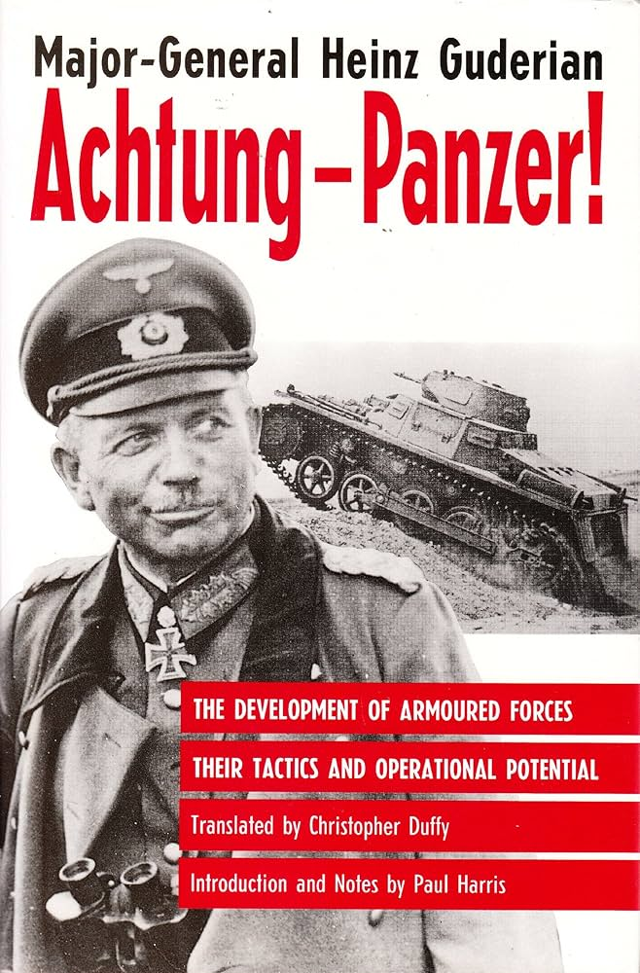 Major-General Heinz Guderian
Achtung–Panzer!
THE DEVELOPMENT OF ARMOURED FORCES
THEIR TACTICS AND OPERATIONAL POTENTIAL
Translated by Christopher Duffy
Introduction and Notes by Paul Harris